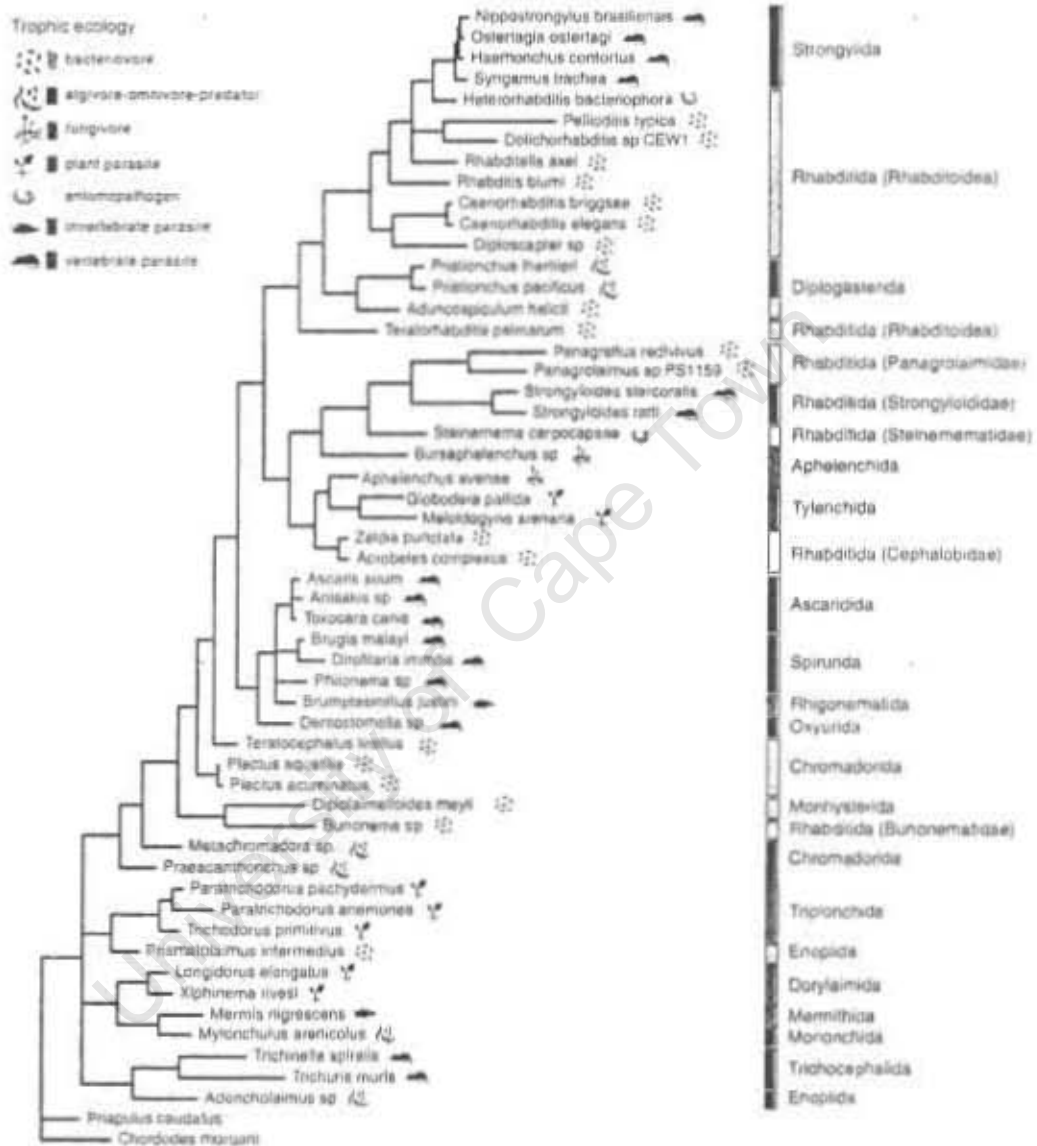 Trophic ecology
bacterivore
algivore-omnivore-predator
fungivore
plant parasite
entomopathogen
invertebrate parasite
vertebrate parasite
Nippostrongylus brasiliensis
Ostertagia ostertagi
Haemonchus contortus
Syngamus trachea
Heterorhabditis bacteriophora
Pellioditis typica
Dolichorhabditis sp CEW1
Rhabditella axei
Rhabditis blumi
Caenorhabditis briggsae
Caenorhabditis elegans
Diploscapter sp
Pristionchus lheritieri
Pristionchus pacificus
Aduncospiculum halicti
Teratorhabditis palmarum
Panagrellus redivivus
Panagrolaimus sp PS1159
Strongyloides stercoralis
Strongyloides ratti
Steinernema carpocapsae
Bursaphelenchus sp
Aphelenchus avenae
Globodera pallida
Meloidogyne arenaria
Zeldia punctata
Acrobeles complexus
Ascaris suum
Anisakis sp
Toxocara canis
Brugia malayi
Dirofilaria immitis
Philonema sp
Brumptaemilius justini
Dentostomella sp
Teratocephalus lirellus
Plectus aquatilis
Plectus acuminatus
Diplolaimelloides meyli
Bunonema sp
Metachromadora sp
Praeacanthonchus sp
Paratrichodorus pachydermus
Paratrichodorus anemones
Trichodorus primitivus
Prismatolaimus intermedius
Longidorus elongatus
Xiphinema rivesi
Mermis nigrescens
Mylonchulus arenicolus
Trichinella spiralis
Trichuris muris
Adoncholaimus sp
Priapulus caudatus
Chordodes morgani
Strongylida
Rhabditida (Rhabditoidea)
Diplogasterida
Rhabditida (Rhabditoidea)
Rhabditida (Panagrolaimidae)
Rhabditida (Strongyloididae)
Rhabditida (Steinernematidae)
Aphelenchida
Tylenchida
Rhabditida (Cephalobidae)
Ascaridida
Spirurida
Rhigonematida
Oxyurida
Chromadorida
Monhysterida
Rhabditida (Bunonematidae)
Chromadorida
Triplonchida
Enoplida
Dorylaimida
Mermithida
Mononchida
Trichocephalida
Enoplida
University of Cape Town